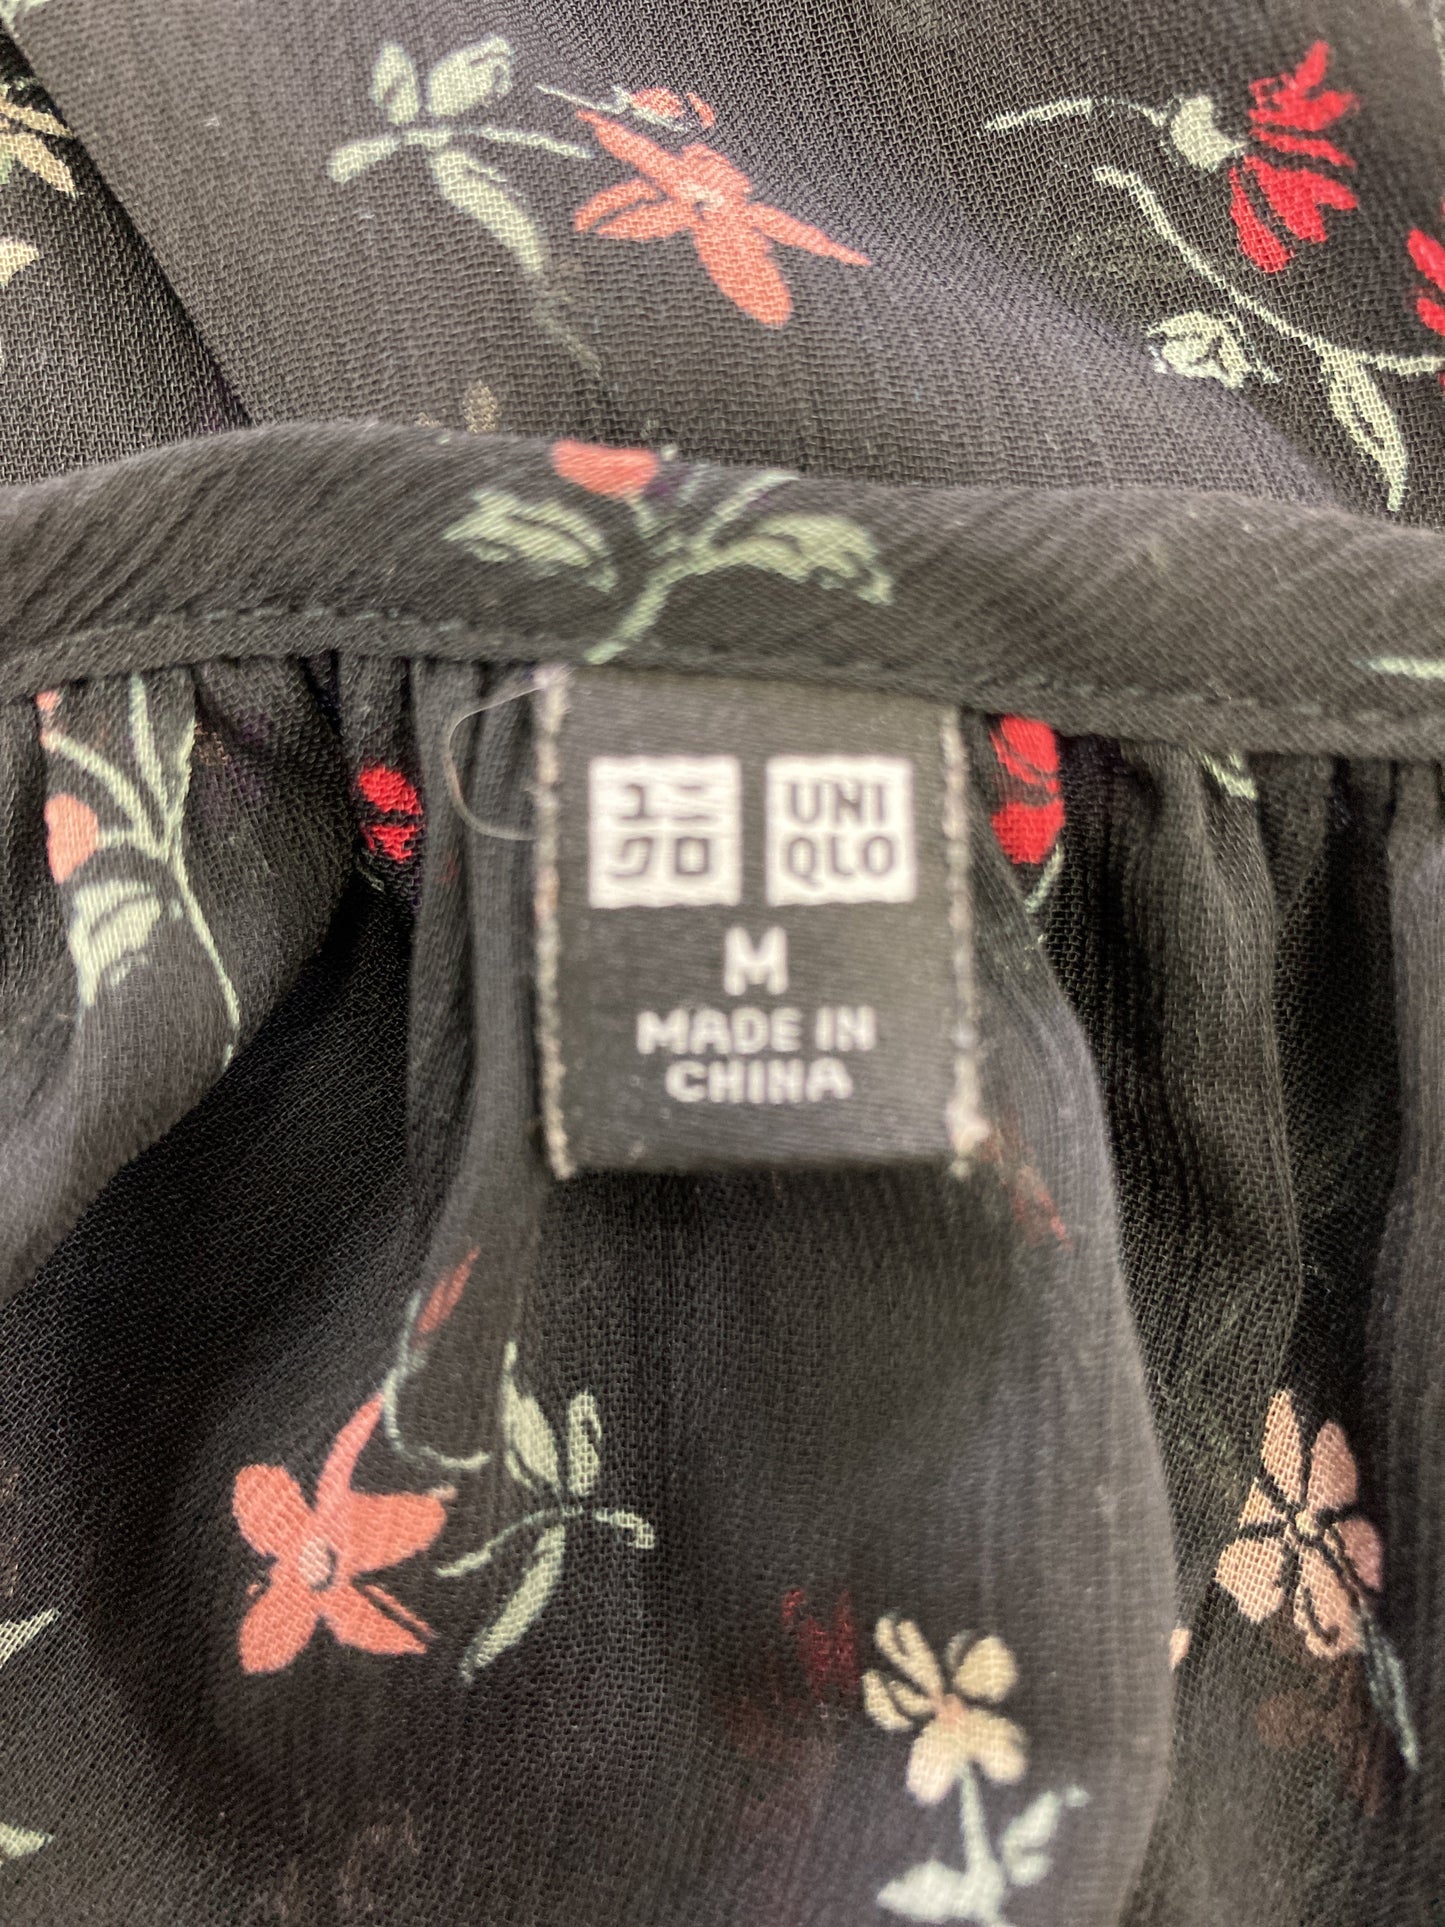 ユニ UNI
クロ QLO
M
MADE IN
CHINA